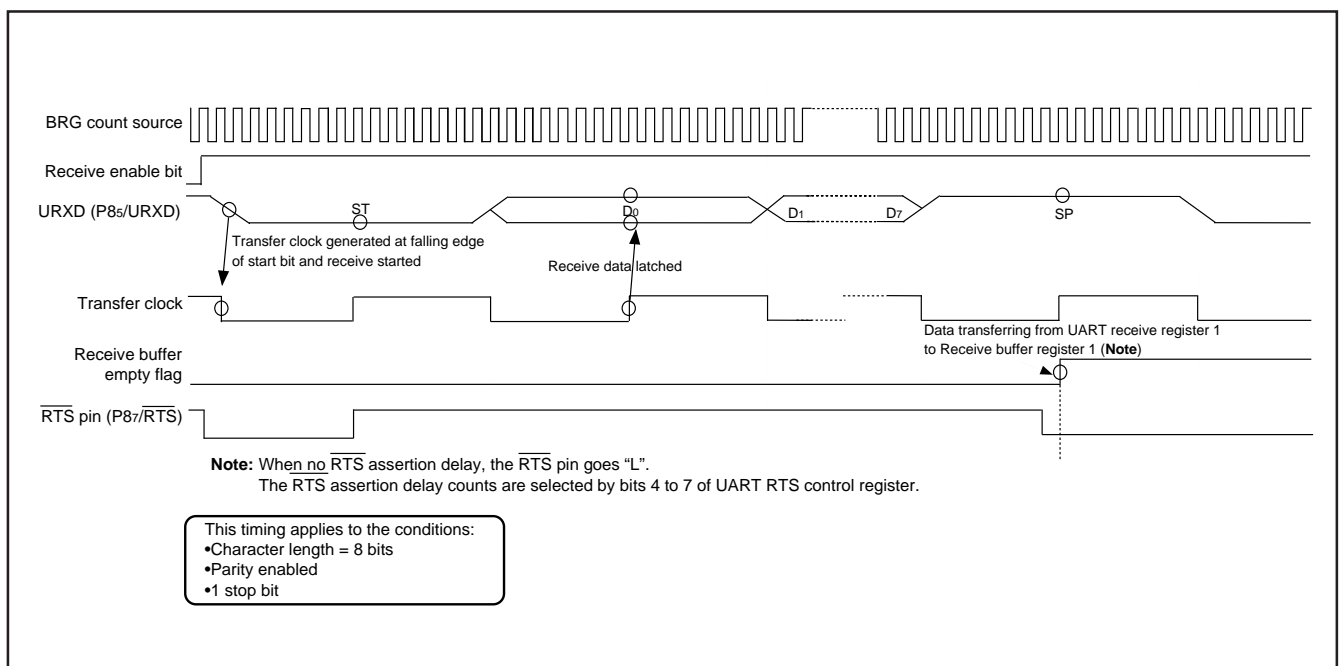 BRG count source
Receive enable bit
URXD (P85/URXD)
ST
D0
D1
D7
SP
Transfer clock generated at falling edge
of start bit and receive started
Receive data latched
Transfer clock
Data transferring from UART receive register 1
to Receive buffer register 1 (Note)
Receive buffer
empty flag
RTS pin (P87/RTS)
Note: When no RTS assertion delay, the RTS pin goes “L”.
The RTS assertion delay counts are selected by bits 4 to 7 of UART RTS control register.
This timing applies to the conditions:
•Character length = 8 bits
•Parity enabled
•1 stop bit